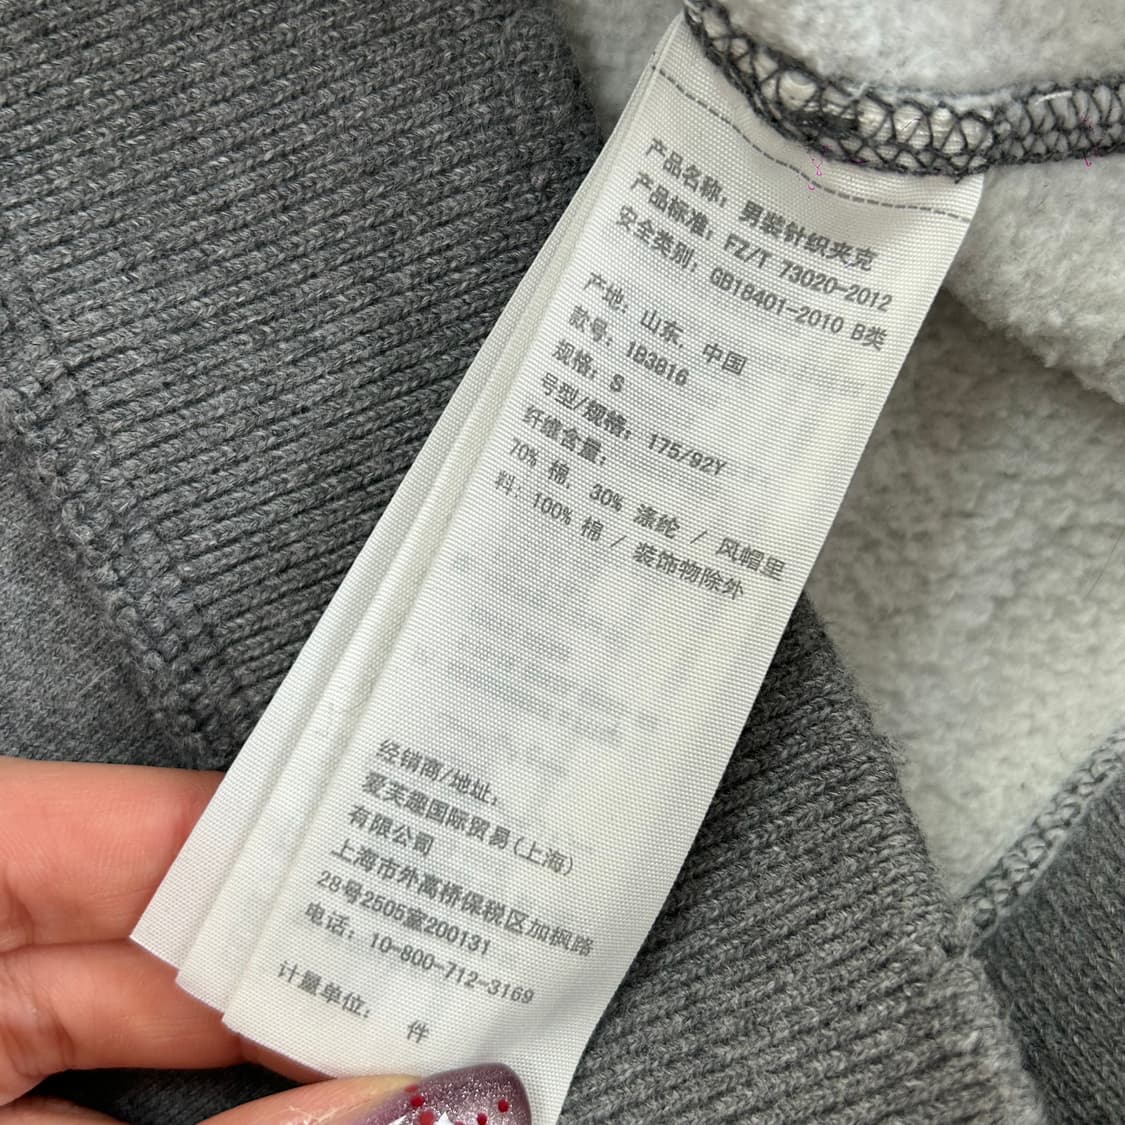 产品名称: 男装针织夹克
产品标准: FZ/T 73020-2012
安全类别: GB18401-2010 B类
产地: 山东, 中国
款号: 1B3816
规格: S
号型/规格: 175/92Y
纤维含量:
70% 棉, 30% 涤纶 / 风帽里
料: 100% 棉 / 装饰物除外
经销商/地址:
爱芙趣国际贸易(上海)
有限公司
上海市外高桥保税区加枫路
28号2505室200131
电话: 10-800-712-3169
计量单位: 件